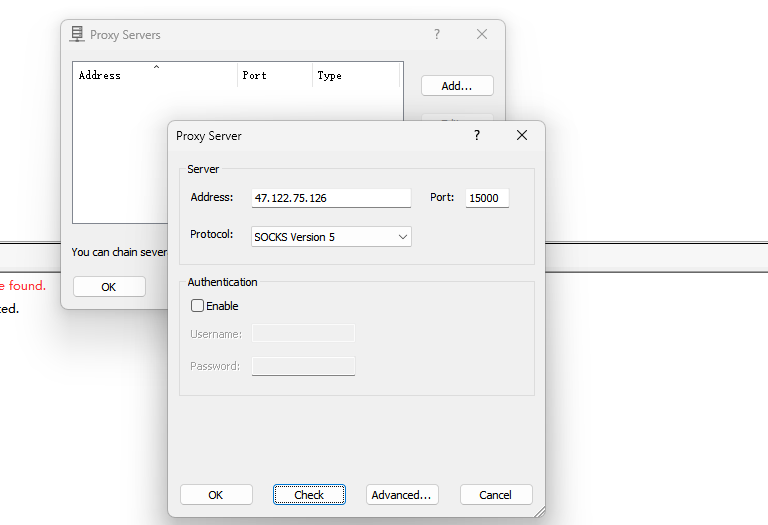 Proxy Servers
?
Address Port Type
Add...
Proxy Server
?
Server
Address: 47.122.75.126 Port: 15000
Protocol: SOCKS Version 5
You can chain sever
found.
OK
Authentication
Enable
Username:
Password:
OK Check Advanced... Cancel